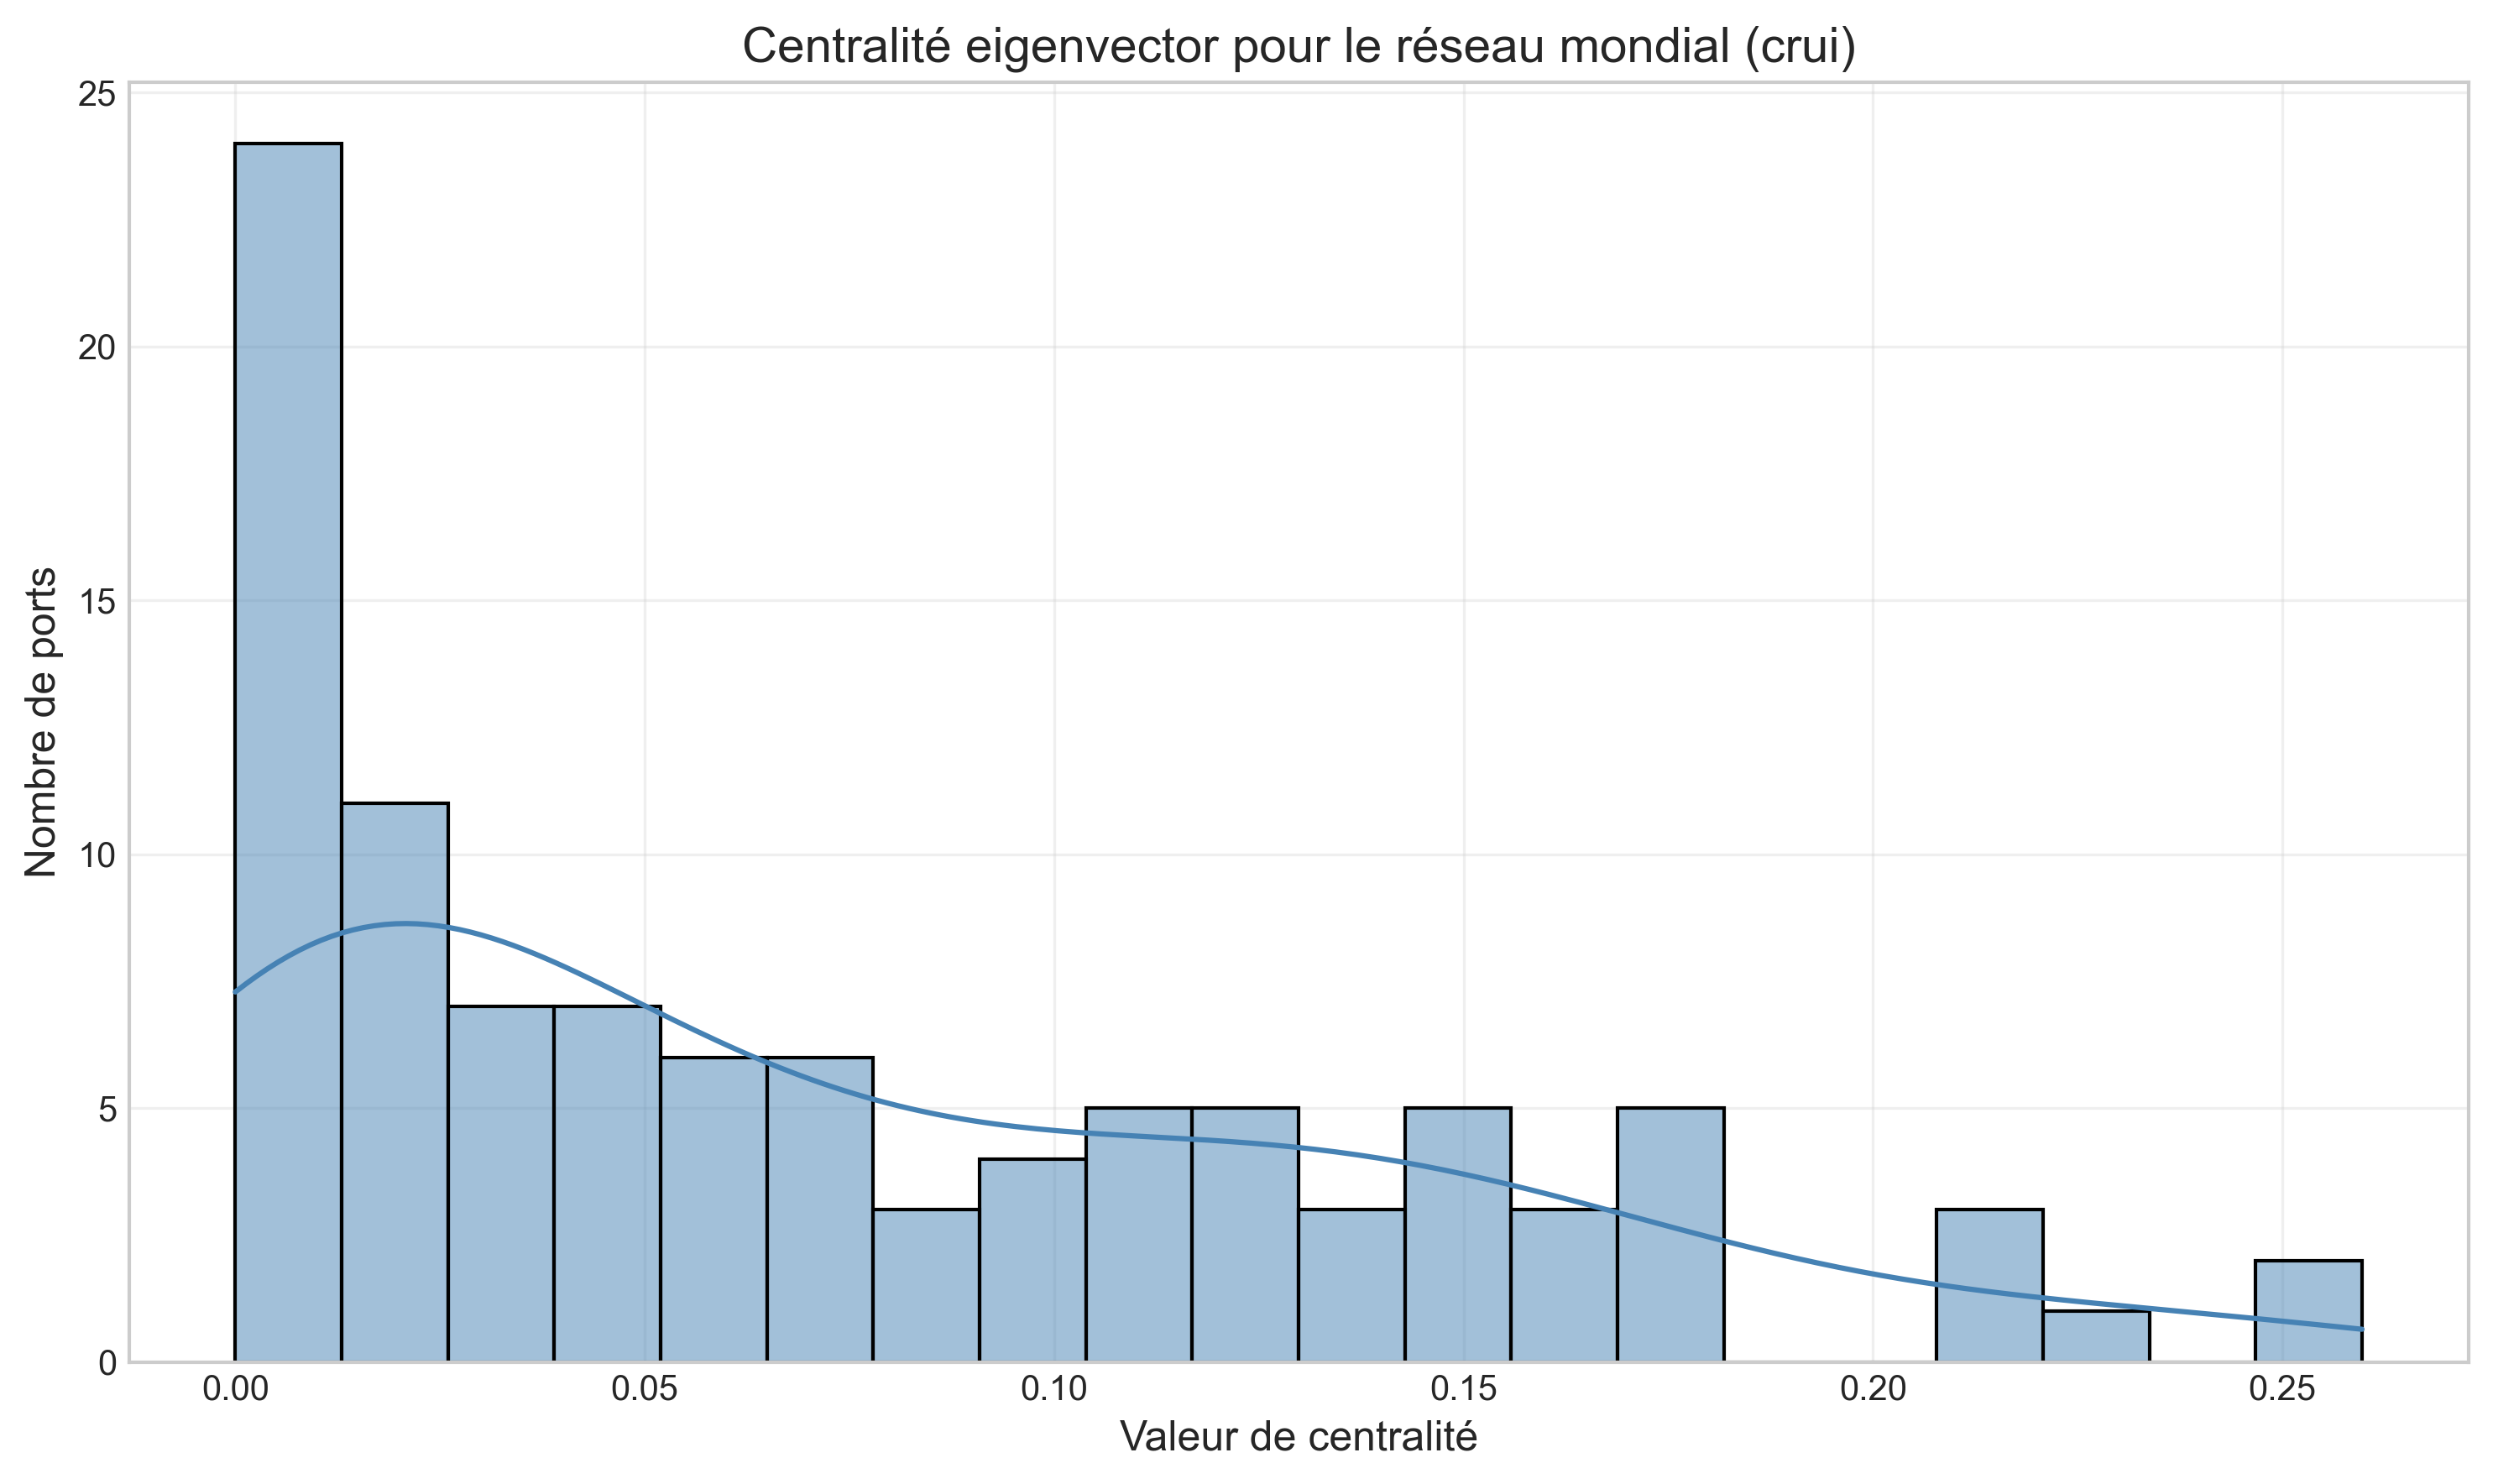 Centralité eigenvector pour le réseau mondial (crui)
Nombre de ports
25
20
15
10
5
0
0.00 0.05 0.10 0.15 0.20 0.25
Valeur de centralité